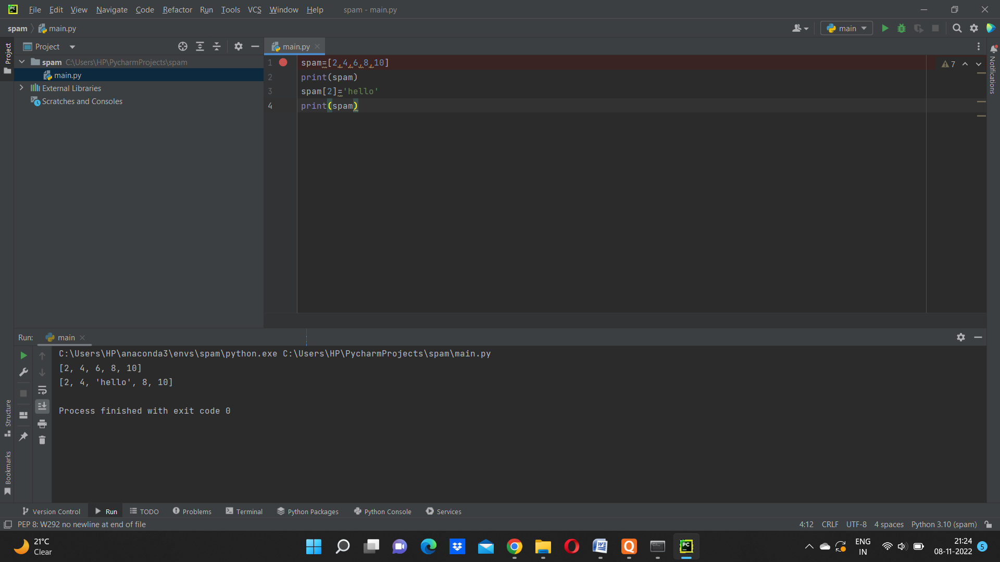 File Edit View Navigate Code Refactor Run Tools VCS Window Help spam - main.py
spam main.py main
Project main.py
spam C:\Users\HP\PycharmProjects\spam
main.py
External Libraries
Scratches and Consoles
Project
Structure
Bookmarks
1 spam=[2,4,6,8,10]
2 print(spam)
3 spam[2]='hello'
4 print(spam)
7
Notifications
Run: main
C:\Users\HP\anaconda3\envs\spam\python.exe C:\Users\HP\PycharmProjects\spam\main.py
[2, 4, 6, 8, 10]
[2, 4, 'hello', 8, 10]
Process finished with exit code 0
Version Control Run TODO Problems Terminal Python Packages Python Console Services
PEP 8: W292 no newline at end of file 4:12 CRLF UTF-8 4 spaces Python 3.10 (spam)
21°C
Clear
ENG
IN
21:24
08-11-2022
5